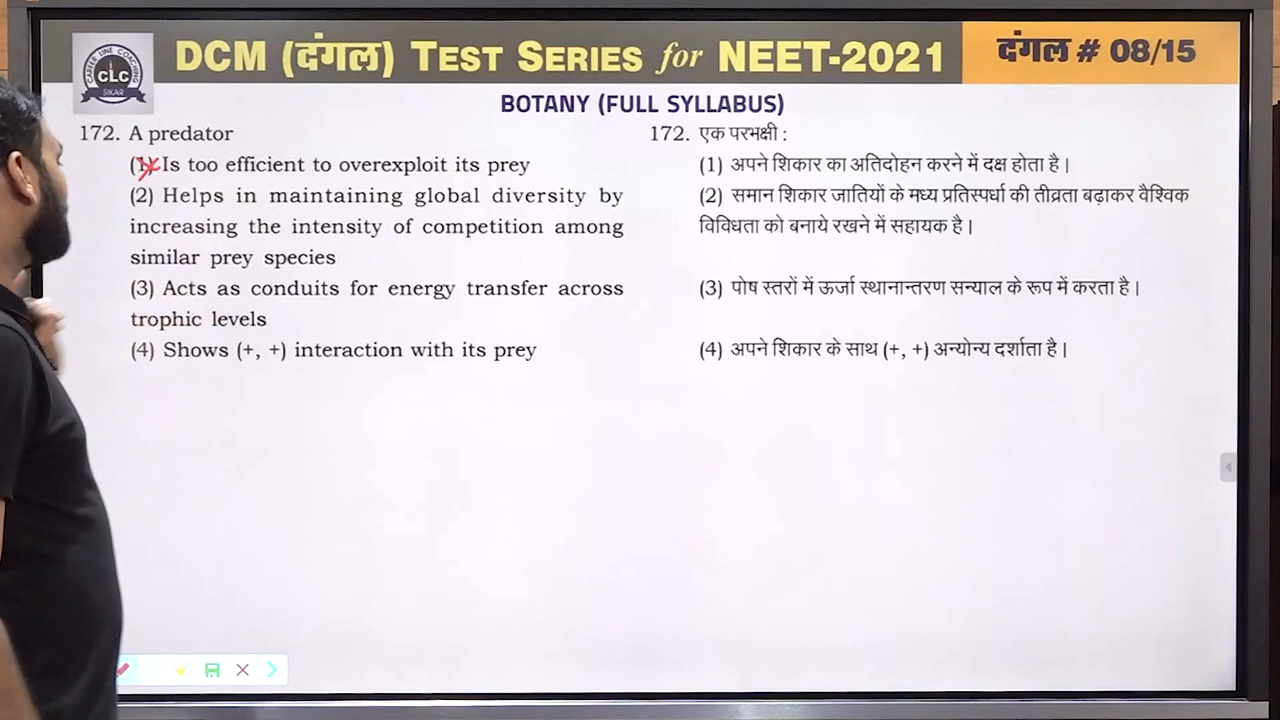 CAREER LINE COACHING
CLC
SIKAR
DCM (दंगल) TEST SERIES for NEET-2021
दंगल # 08/15
BOTANY (FULL SYLLABUS)
172. A predator
(1) Is too efficient to overexploit its prey
(2) Helps in maintaining global diversity by
increasing the intensity of competition among
similar prey species
(3) Acts as conduits for energy transfer across
trophic levels
(4) Shows (+, +) interaction with its prey
172. एक परभक्षी :
(1) अपने शिकार का अतिदोहन करने में दक्ष होता है।
(2) समान शिकार जातियों के मध्य प्रतिस्पर्धा की तीव्रता बढ़ाकर वैश्विक
विविधता को बनाये रखने में सहायक है।
(3) पोष स्तरों में ऊर्जा स्थानान्तरण सन्याल के रूप में करता है।
(4) अपने शिकार के साथ (+, +) अन्योन्य दर्शाता है।